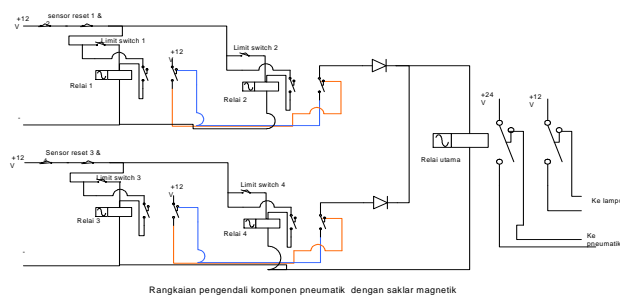 +12
V
sensor reset 1 &
2
Limit switch 1
Relai 1
-
+12
V
Limit switch 2
Relai 2
+24
V
+12
V
Relai utama
Ke lampu
Ke
pneumatik
+12
V
Sensor reset 3 &
4
Limit switch 3
Relai 3
-
+12
V
Limit switch 4
Relai 4
Rangkaian pengendali komponen pneumatik dengan saklar magnetik